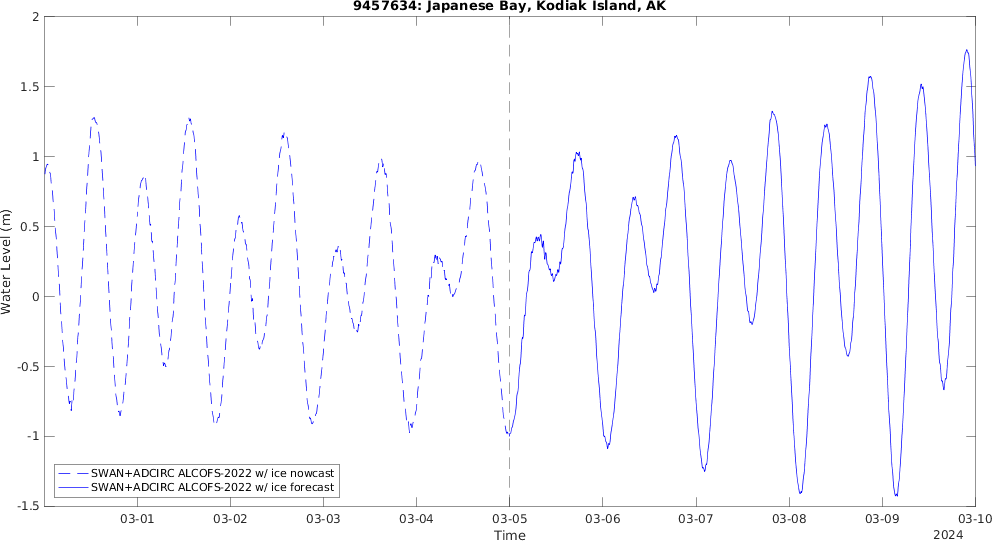 9457634: Japanese Bay, Kodiak Island, AK
2
1.5
1
0.5
0
-0.5
-1
-1.5
Water Level (m)
SWAN+ADCIRC ALCOFS-2022 w/ ice nowcast
SWAN+ADCIRC ALCOFS-2022 w/ ice forecast
03-01 03-02 03-03 03-04 03-05 03-06 03-07 03-08 03-09 03-10
Time
2024